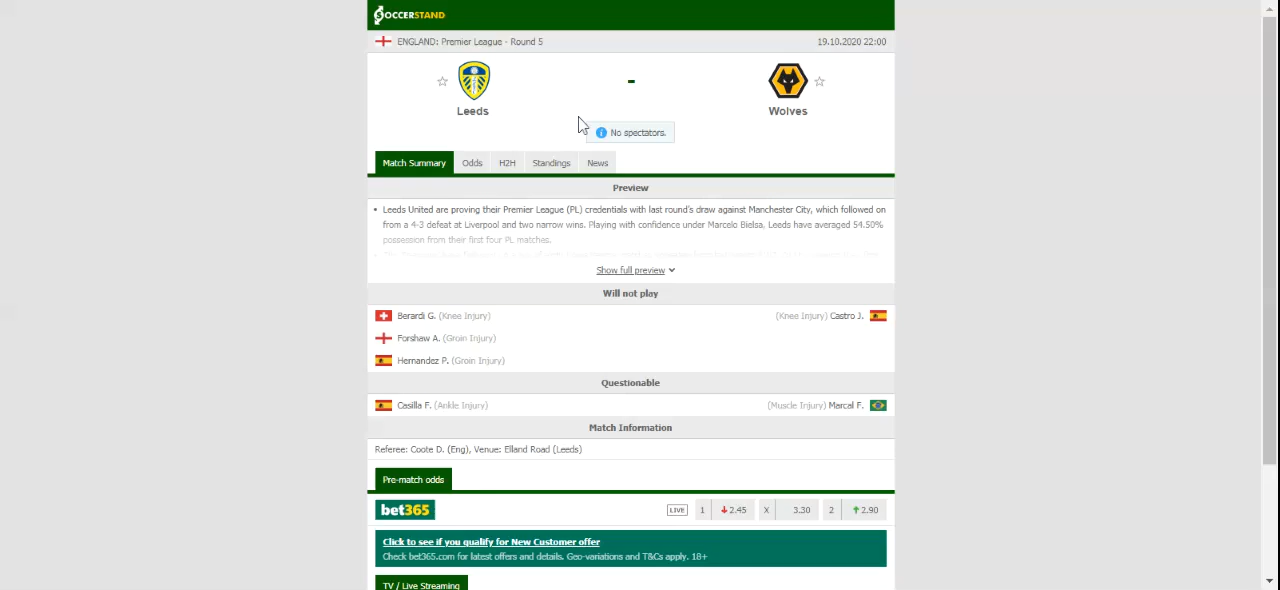 SOCCERSTAND
ENGLAND: Premier League - Round 5 19.10.2020 22:00
-
Leeds Wolves
No spectators.
Match Summary Odds H2H Standings News
Preview
• Leeds United are proving their Premier League (PL) credentials with last round's draw against Manchester City, which followed on
from a 4-3 defeat at Liverpool and two narrow wins. Playing with confidence under Marcelo Bielsa, Leeds have averaged 54.50%
possession from their first four PL matches.
Show full preview
Will not play
Berardi G. (Knee Injury) (Knee Injury) Castro J.
Forshaw A. (Groin Injury)
Hernandez P. (Groin Injury)
Questionable
Casilla F. (Ankle Injury) (Muscle Injury) Marcal F.
Match Information
Referee: Coote D. (Eng), Venue: Elland Road (Leeds)
Pre-match odds
bet365 LIVE 1 2.45 X 3.30 2 2.90
Click to see if you qualify for New Customer offer
Check bet365.com for latest offers and details. Geo-variations and T&Cs apply. 18+
TV / Live Streaming